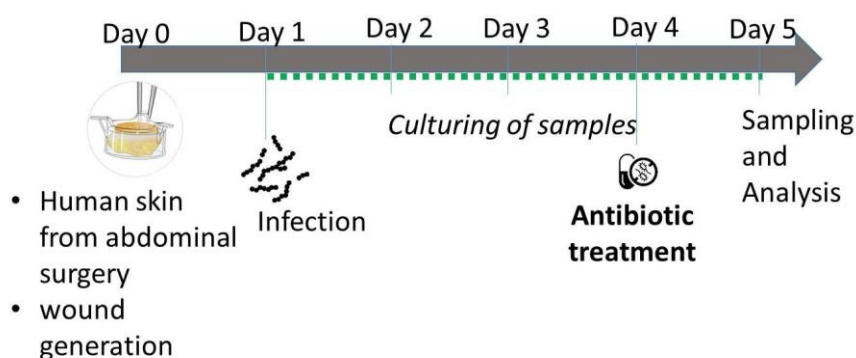 Day 0 Day 1 Day 2 Day 3 Day 4 Day 5
Culturing of samples
Sampling
and
Analysis
• Human skin
from abdominal
surgery
• wound
generation
Infection
Antibiotic
treatment